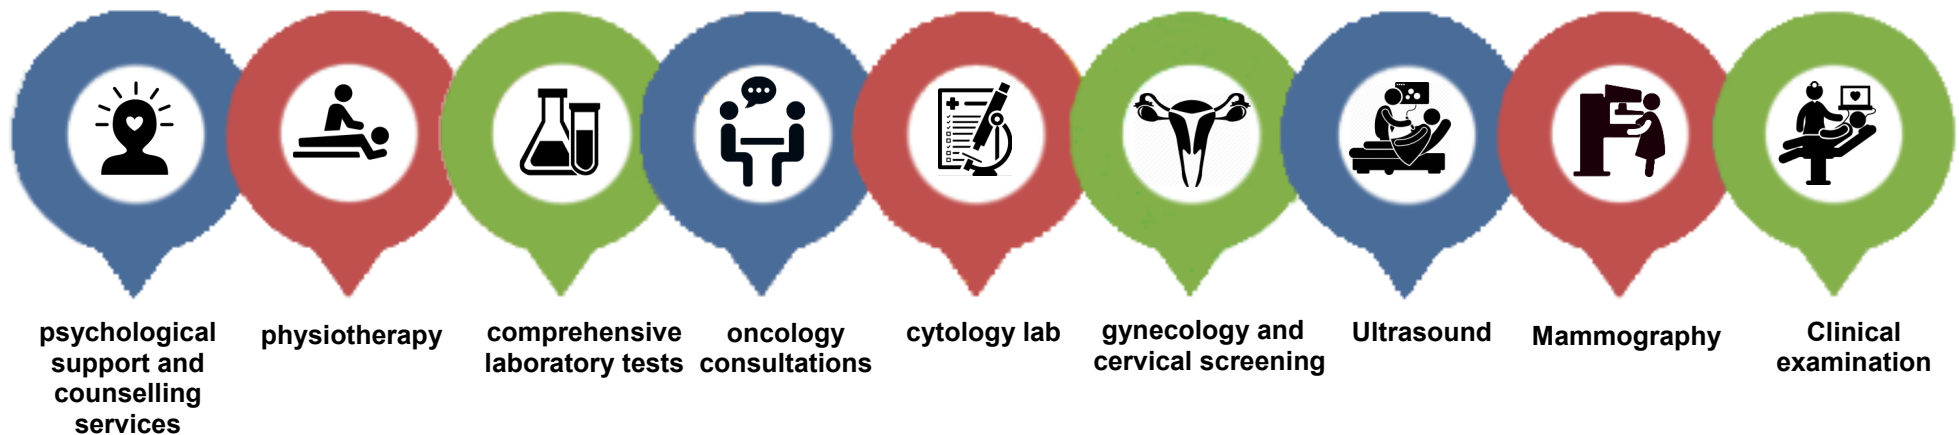 psychological
support and
counselling
services
physiotherapy
comprehensive
laboratory tests
oncology
consultations
cytology lab
gynecology and
cervical screening
Ultrasound
Mammography
Clinical
examination